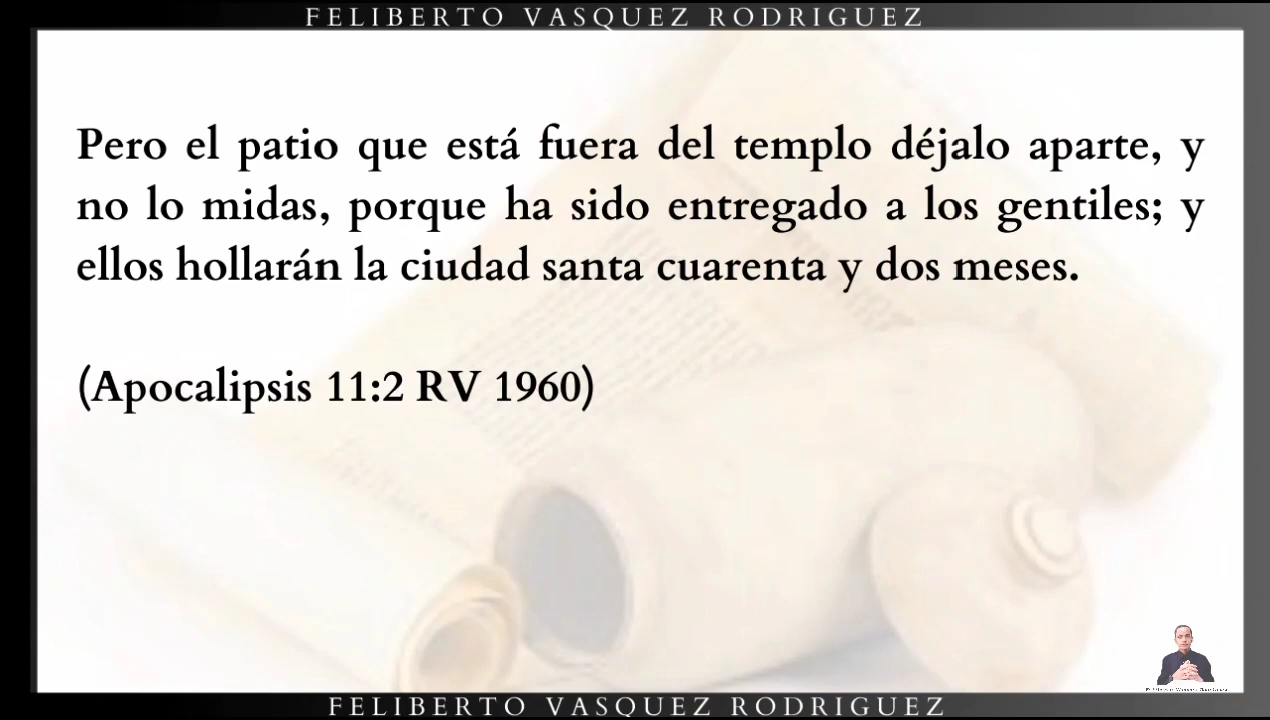 FELIBERTO VASQUEZ RODRIGUEZ
Pero el patio que está fuera del templo déjalo aparte, y
no lo midas, porque ha sido entregado a los gentiles; y
ellos hollarán la ciudad santa cuarenta y dos meses.
(Apocalipsis 11:2 RV 1960)
FELIBERTO VASQUEZ RODRIGUEZ